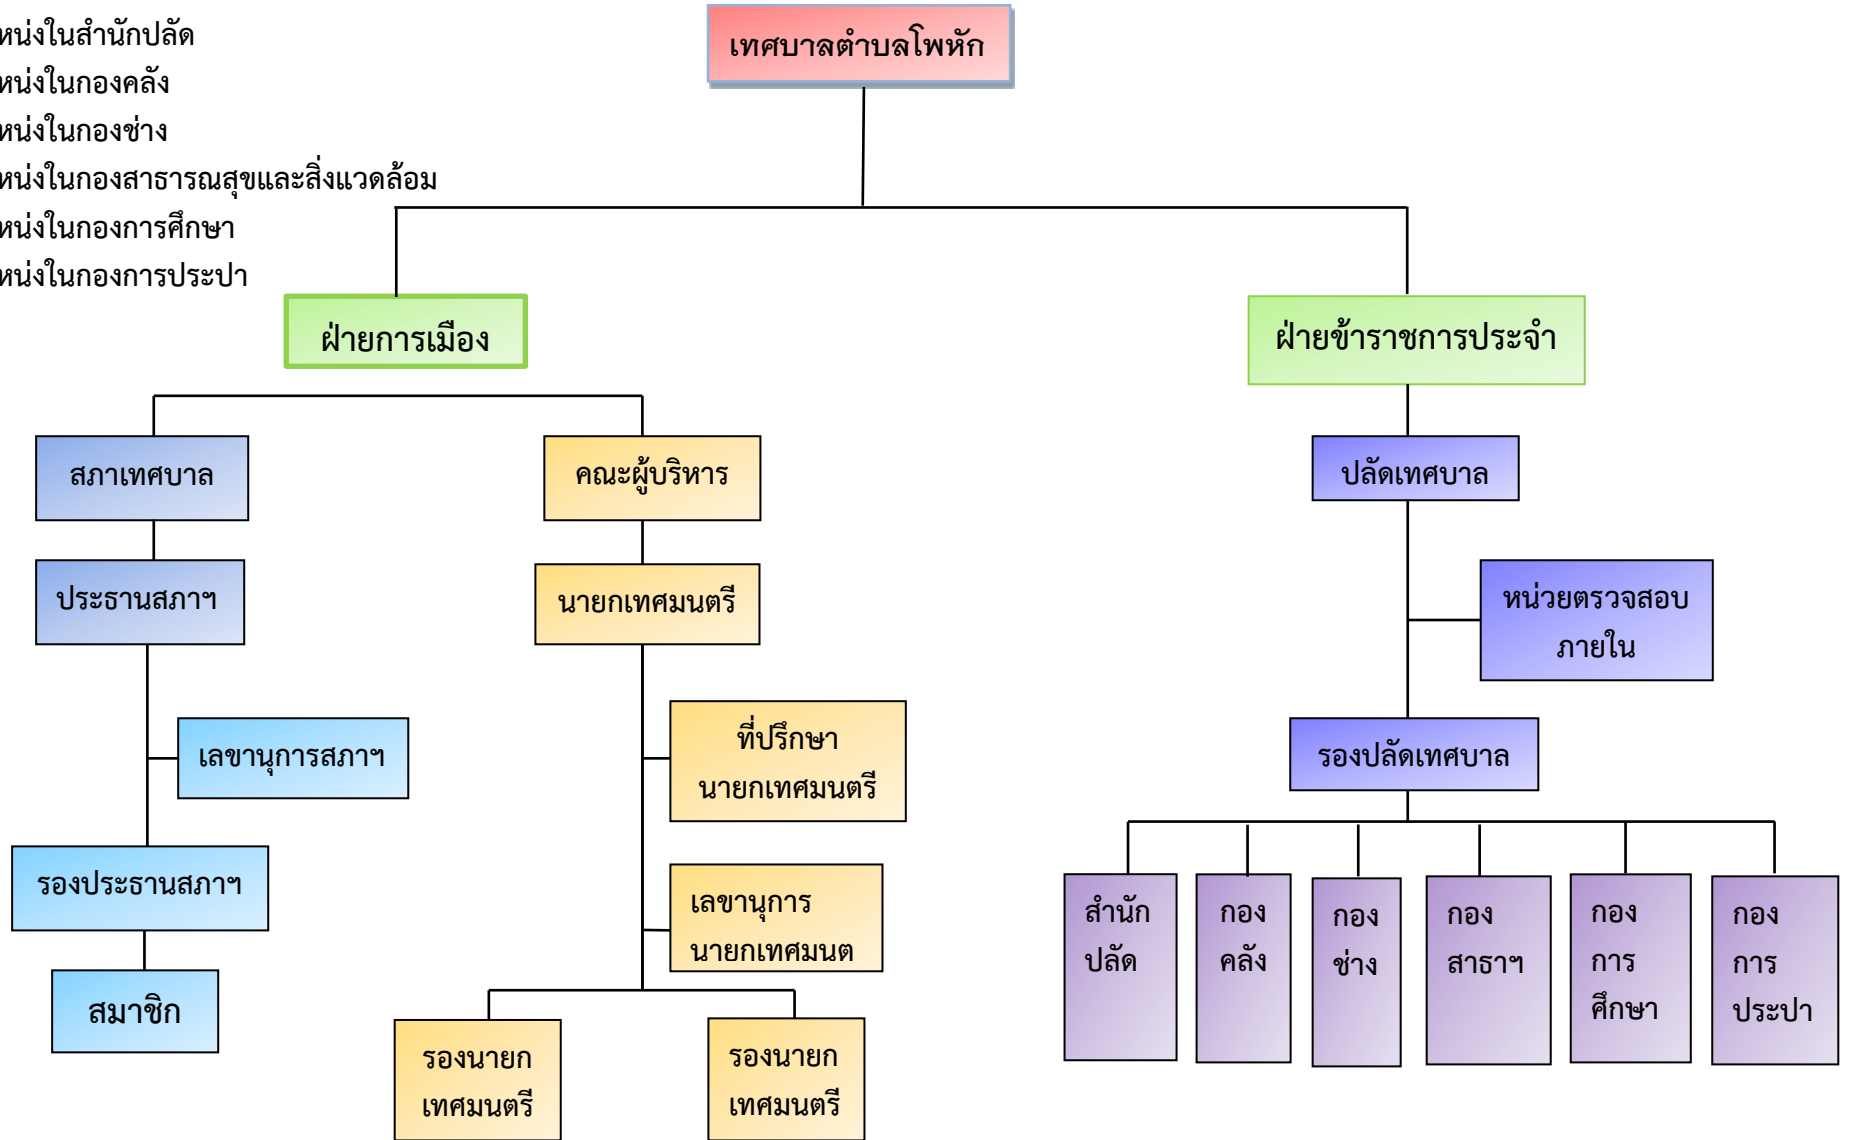 หน่งในสำนักปลัด
หน่งในกองคลัง
หน่งในกองช่าง
หน่งในกองสาธารณสุขและสิ่งแวดล้อม
หน่งในกองการศึกษา
หน่งในกองการประปา
เทศบาลตำบลโพหัก
ฝ่ายการเมือง
ฝ่ายข้าราชการประจำ
สภาเทศบาล
คณะผู้บริหาร
ปลัดเทศบาล
ประธานสภาฯ
นายกเทศมนตรี
หน่วยตรวจสอบ
ภายใน
เลขานุการสภาฯ
ที่ปรึกษา
นายกเทศมนตรี
รองปลัดเทศบาล
รองประธานสภาฯ
เลขานุการ
นายกเทศมนต
สมาชิก
รองนายก
เทศมนตรี
รองนายก
เทศมนตรี
สำนัก
ปลัด
กอง
คลัง
กอง
ช่าง
กอง
สาธาฯ
กอง
การ
ศึกษา
กอง
การ
ประปา